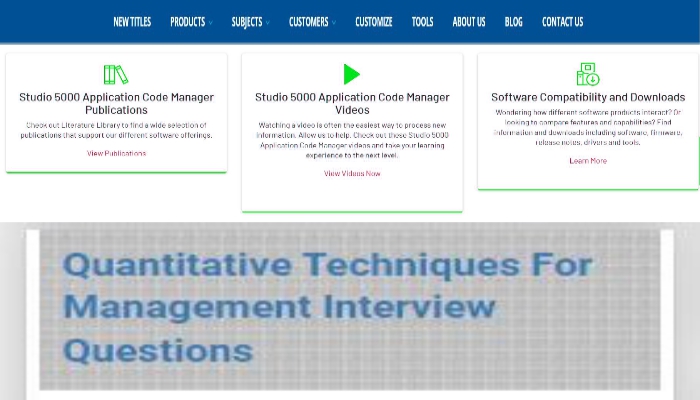 NEW TITLES PRODUCTS SUBJECTS CUSTOMERS CUSTOMIZE TOOLS ABOUT US BLOG CONTACT US
Studio 5000 Application Code Manager
Publications
Check out Literature Library to find a wide selection of
publications that support our different software offerings.
View Publications
Studio 5000 Application Code Manager
Videos
Watching a video is often the easiest way to process new
information. Allow us to help. Check out these Studio 5000
Application Code Manager videos and take your learning
experience to the next level.
View Videos Now
Software Compatibility and Downloads
Wondering how different software products interact? Or
looking to compare features and capabilities? Find
information and downloads including software, firmware,
release notes, drivers and tools.
Learn More
Quantitative Techniques For
Management Interview
Questions